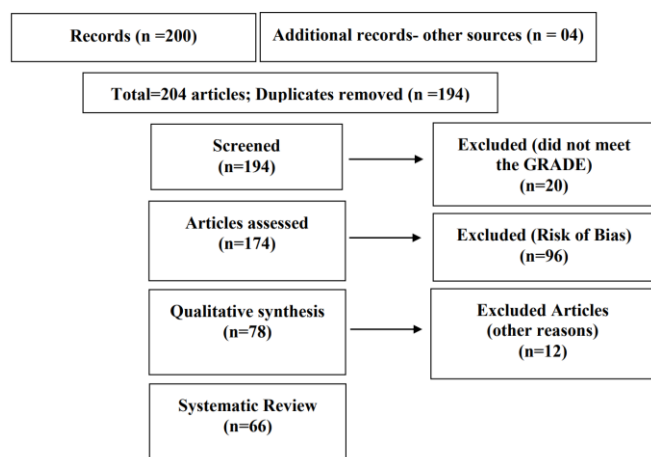 Records (n =200)
Additional records- other sources (n = 04)
Total=204 articles; Duplicates removed (n =194)
Screened
(n=194)
Excluded (did not meet
the GRADE)
(n=20)
Articles assessed
(n=174)
Excluded (Risk of Bias)
(n=96)
Qualitative synthesis
(n=78)
Excluded Articles
(other reasons)
(n=12)
Systematic Review
(n=66)